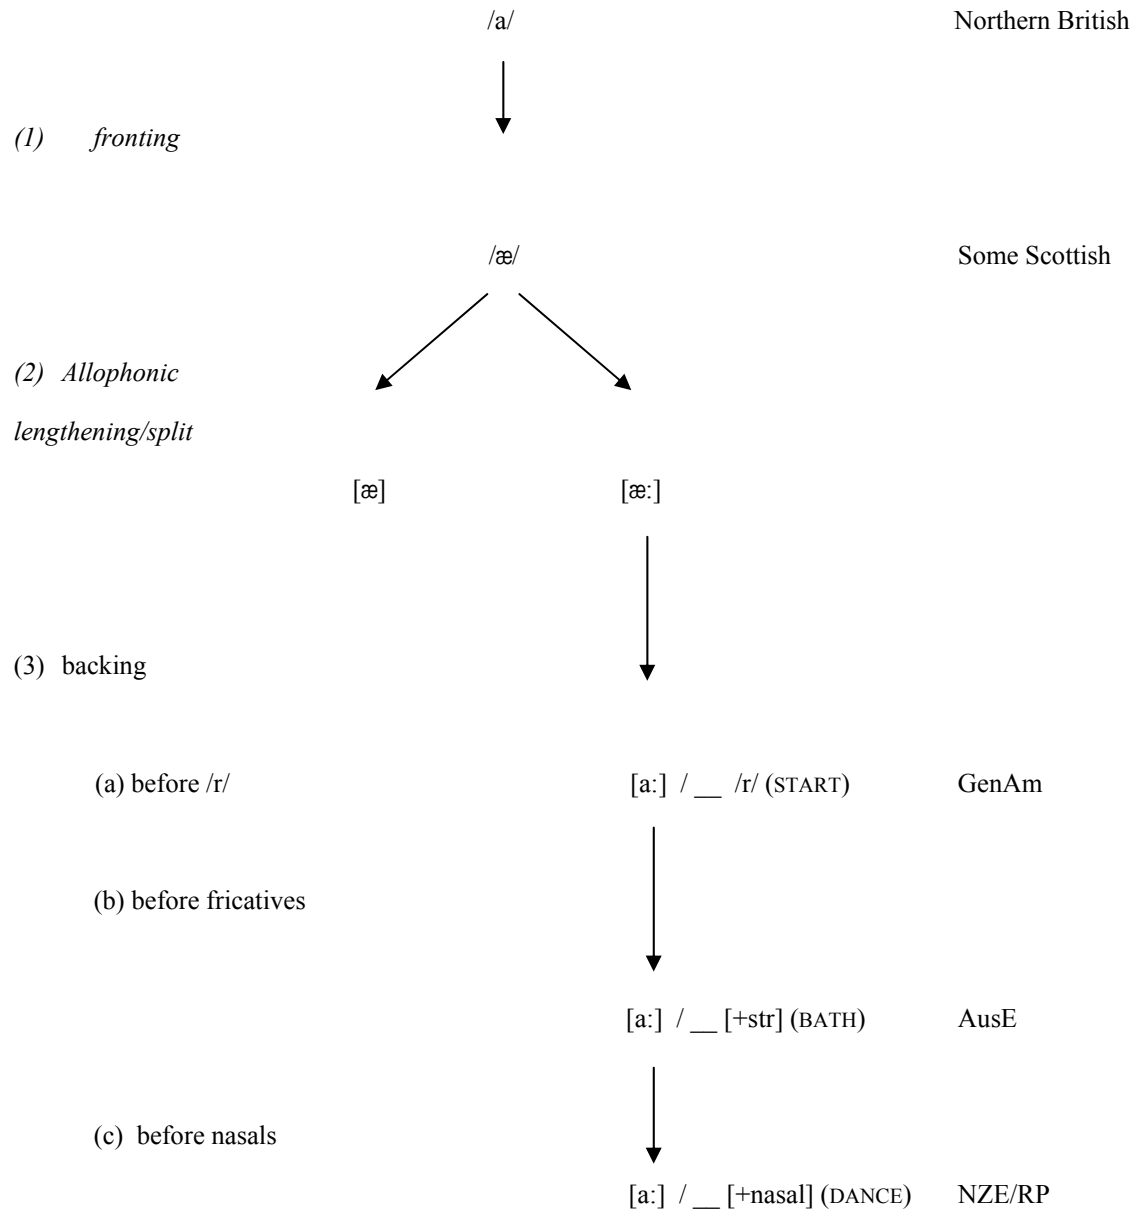 /a/ Northern British
(1) fronting
/æ/ Some Scottish
(2) Allophonic
lengthening/split
[æ] [æ:]
(3) backing
(a) before /r/ [a:] / __ /r/ (START) GenAm
(b) before fricatives
[a:] / __ [+str] (BATH) AusE
(c) before nasals
[a:] / __ [+nasal] (DANCE) NZE/RP